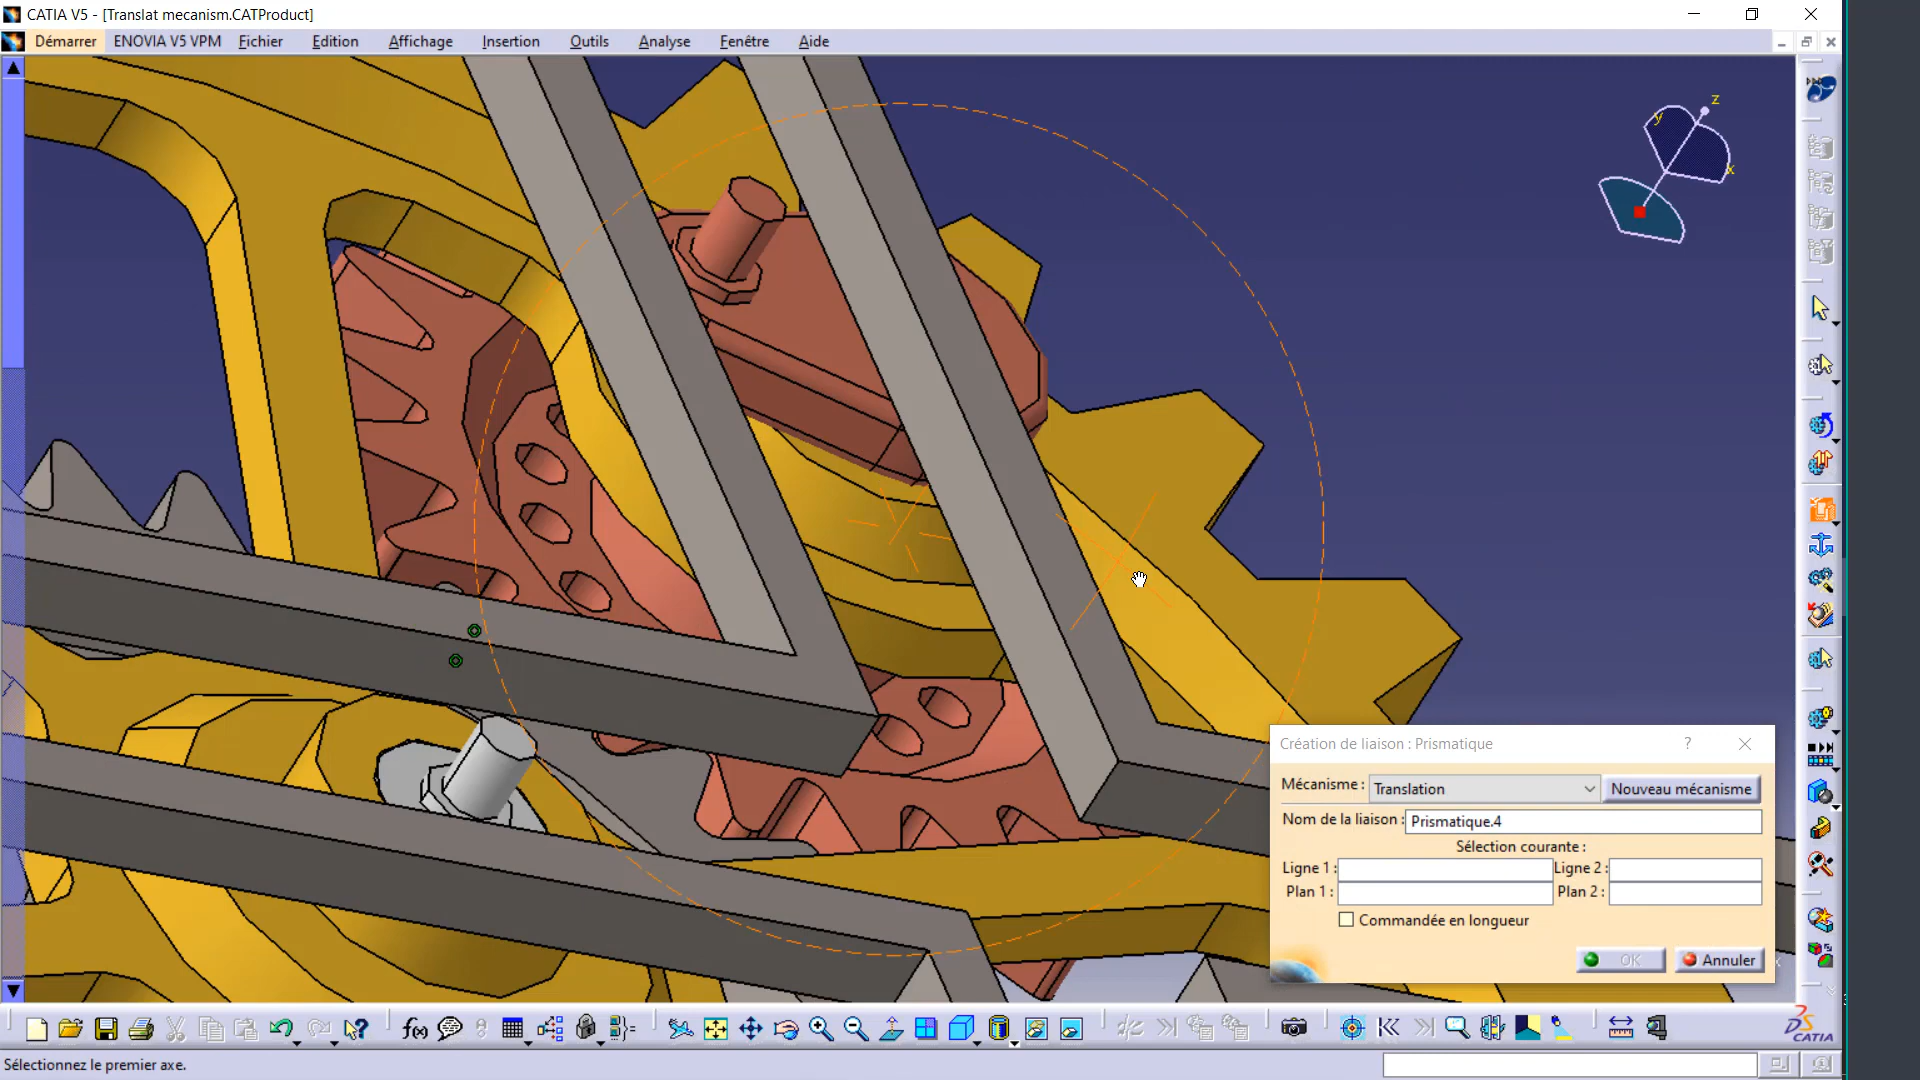 CATIA V5 - [Translat mecanism.CATProduct]
Démarrer ENOVIA V5 VPM Fichier Edition Affichage Insertion Outils Analyse Fenêtre Aide
z
y
x
Création de liaison : Prismatique ?
Mécanisme : Translation Nouveau mécanisme
Nom de la liaison : Prismatique.4
Sélection courante :
Ligne 1 : Ligne 2 :
Plan 1 : Plan 2 :
Commandée en longueur
OK Annuler
f(x)
CATIA
Sélectionnez le premier axe.